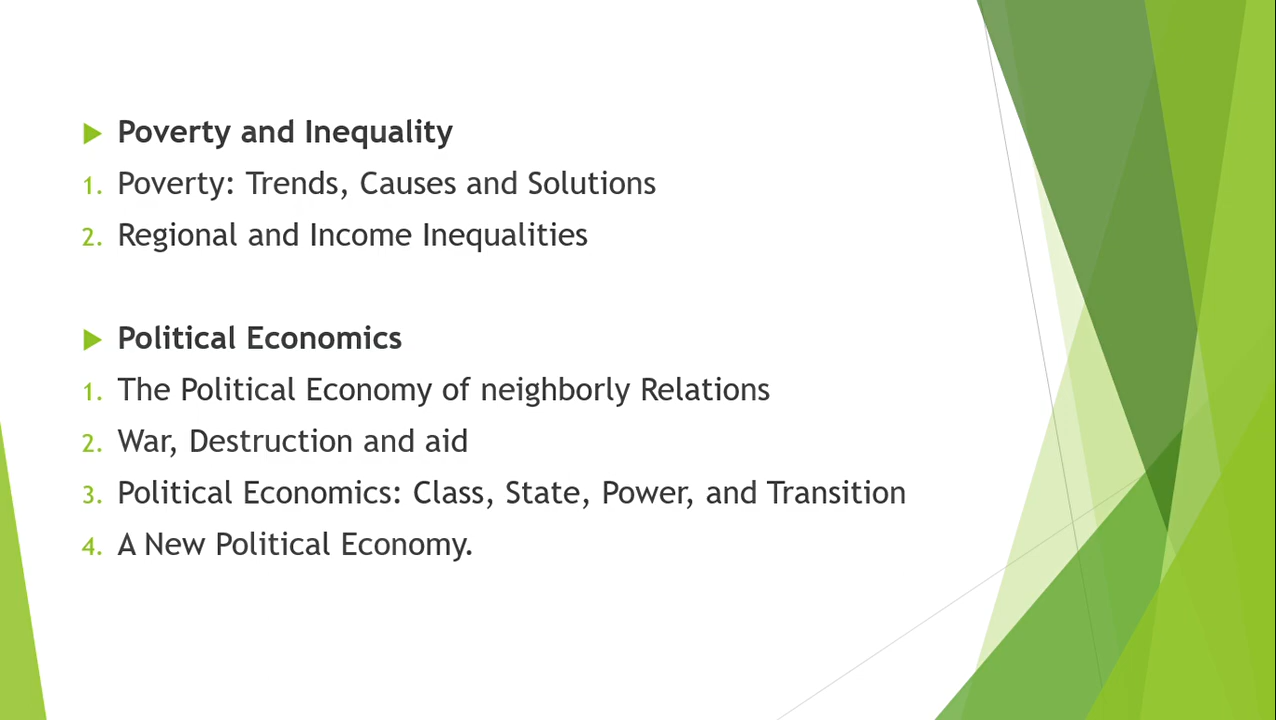 Poverty and Inequality
1. Poverty: Trends, Causes and Solutions
2. Regional and Income Inequalities
Political Economics
1. The Political Economy of neighborly Relations
2. War, Destruction and aid
3. Political Economics: Class, State, Power, and Transition
4. A New Political Economy.